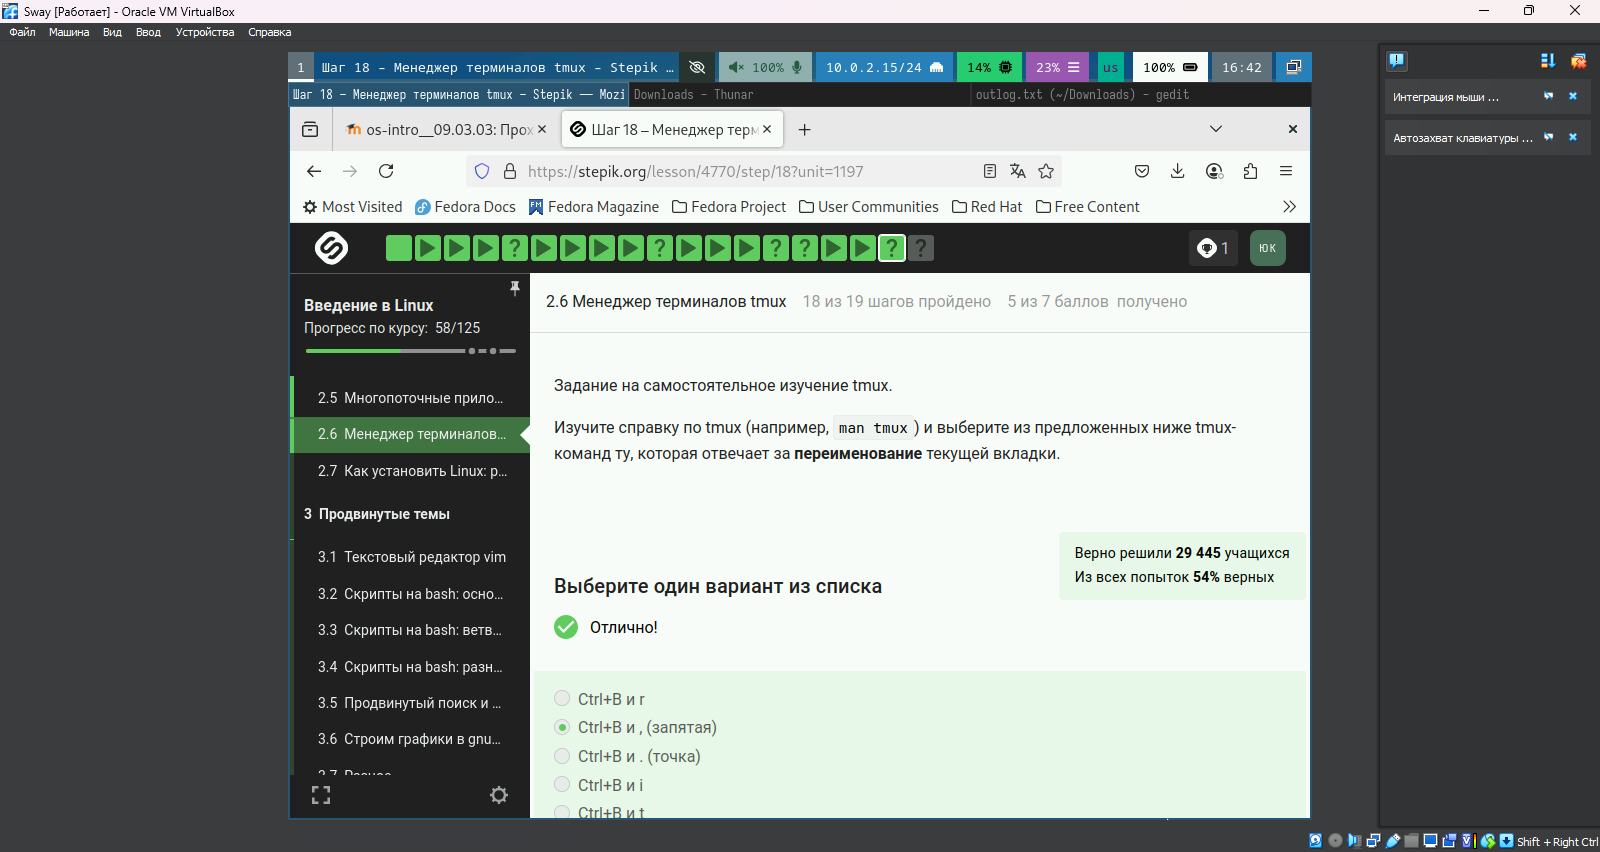 Sway [Работает] - Oracle VM VirtualBox
Файл Машина Вид Ввод Устройства Справка
1 Шаг 18 – Менеджер терминалов tmux – Stepik … 100% 10.0.2.15/24 14% 23% us 100% 16:42
Шаг 18 – Менеджер терминалов tmux – Stepik —— Mozi Downloads – Thunar outlog.txt (~/Downloads) – gedit
os-intro__09.03.03: Прох Шаг 18 – Менеджер терм
https://stepik.org/lesson/4770/step/18?unit=1197
Most Visited Fedora Docs Fedora Magazine Fedora Project User Communities Red Hat Free Content
? ? ? ? ? ? 1 ЮК
Введение в Linux
Прогресс по курсу: 58/125
2.5 Многопоточные прило…
2.6 Менеджер терминалов…
2.7 Как установить Linux: р…
3 Продвинутые темы
3.1 Текстовый редактор vim
3.2 Скрипты на bash: осно…
3.3 Скрипты на bash: ветв…
3.4 Скрипты на bash: разн…
3.5 Продвинутый поиск и …
3.6 Строим графики в gnu…
2.6 Менеджер терминалов tmux 18 из 19 шагов пройдено 5 из 7 баллов получено
Задание на самостоятельное изучение tmux.
Изучите справку по tmux (например, man tmux ) и выберите из предложенных ниже tmux-
команд ту, которая отвечает за переименование текущей вкладки.
Верно решили 29 445 учащихся
Из всех попыток 54% верных
Выберите один вариант из списка
Отлично!
Ctrl+B и r
Ctrl+B и , (запятая)
Ctrl+B и . (точка)
Ctrl+B и i
Ctrl+B и t
Интеграция мыши ...
Автозахват клавиатуры ...
Shift + Right Ctrl